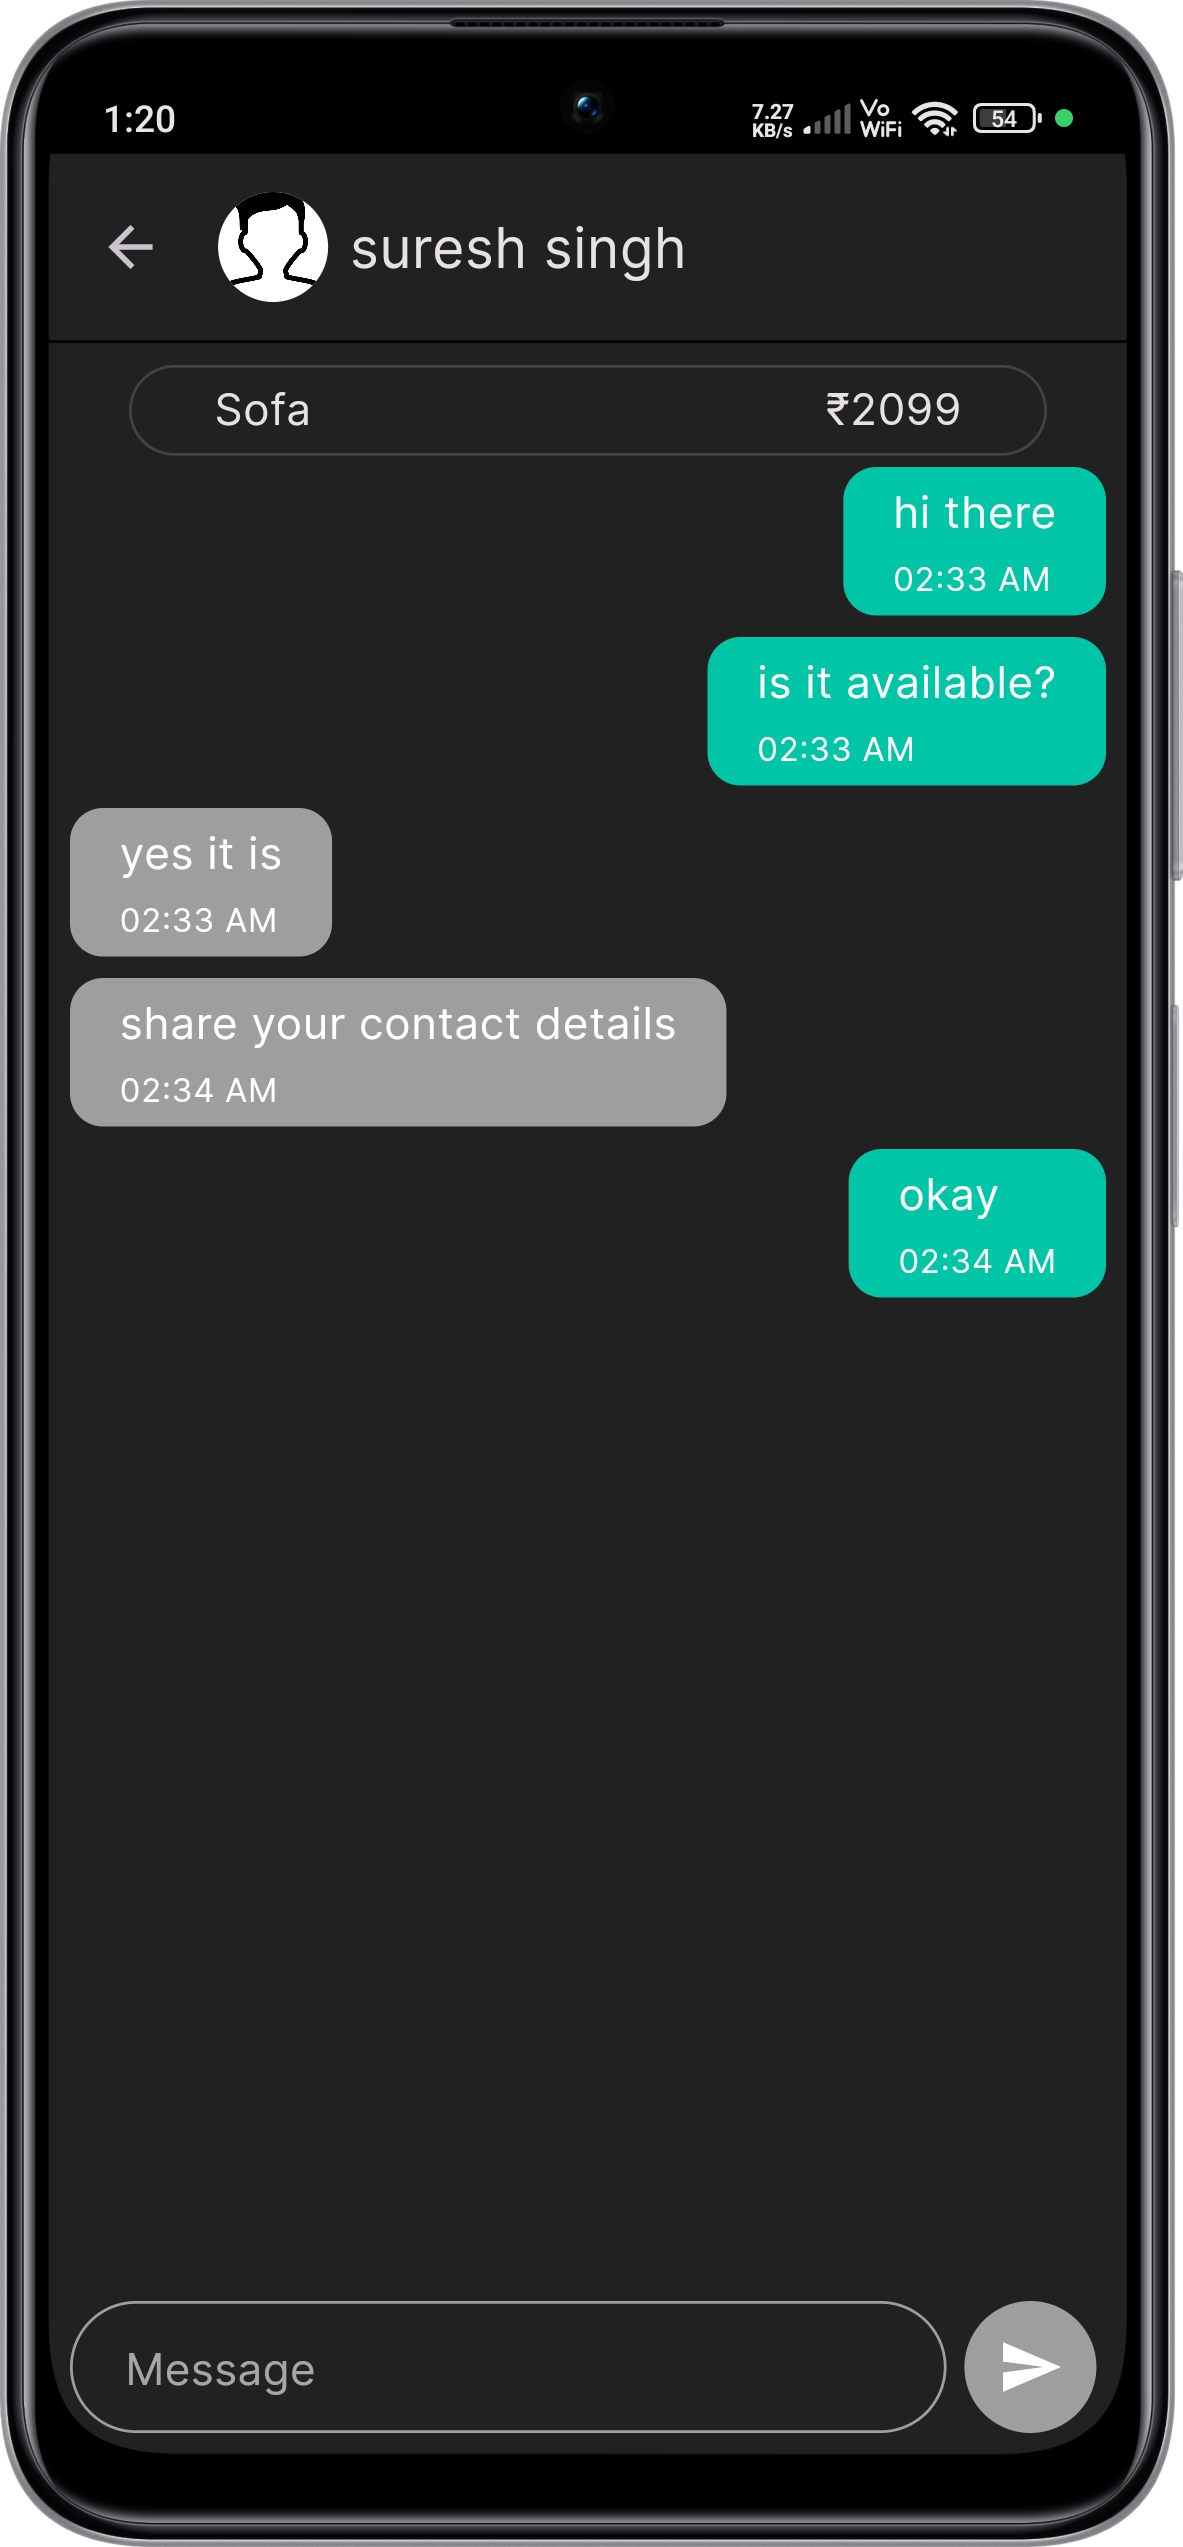 1:20
7.27
KB/s
Vo
WiFi
54
suresh singh
Sofa ₹2099
hi there
02:33 AM
is it available?
02:33 AM
yes it is
02:33 AM
share your contact details
02:34 AM
okay
02:34 AM
Message